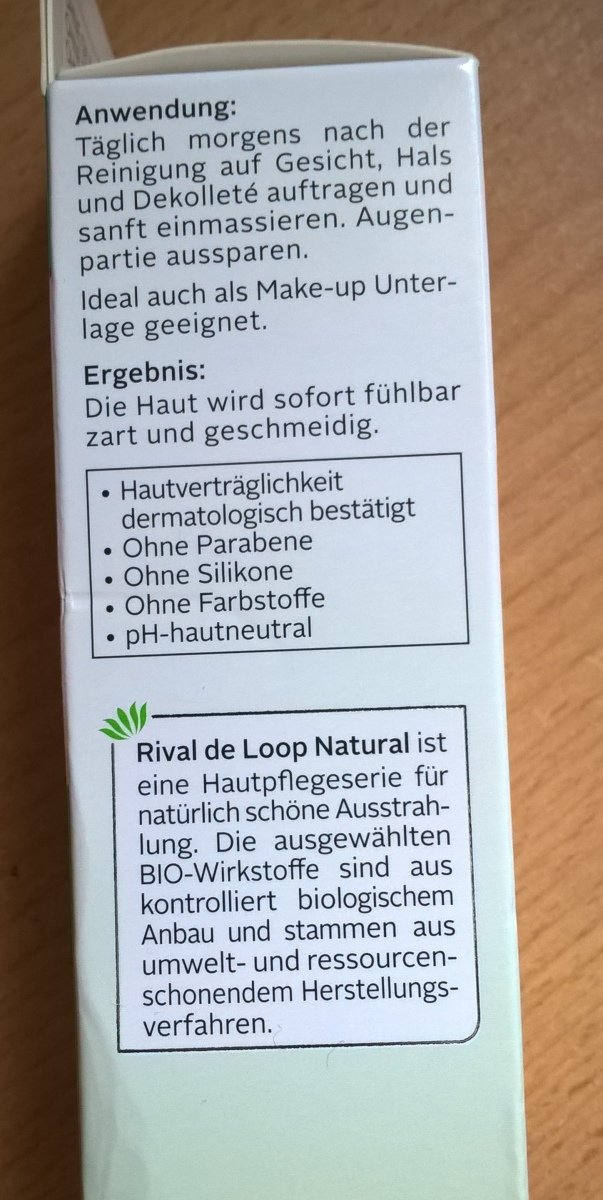 Anwendung:
Täglich morgens nach der
Reinigung auf Gesicht, Hals
und Dekolleté auftragen und
sanft einmassieren. Augen-
partie aussparen.
Ideal auch als Make-up Unter-
lage geeignet.
Ergebnis:
Die Haut wird sofort fühlbar
zart und geschmeidig.
• Hautverträglichkeit
dermatologisch bestätigt
• Ohne Parabene
• Ohne Silikone
• Ohne Farbstoffe
• pH-hautneutral
Rival de Loop Natural ist
eine Hautpflegeserie für
natürlich schöne Ausstrah-
lung. Die ausgewählten
BIO-Wirkstoffe sind aus
kontrolliert biologischem
Anbau und stammen aus
umwelt- und ressourcen-
schonendem Herstellungs-
verfahren.